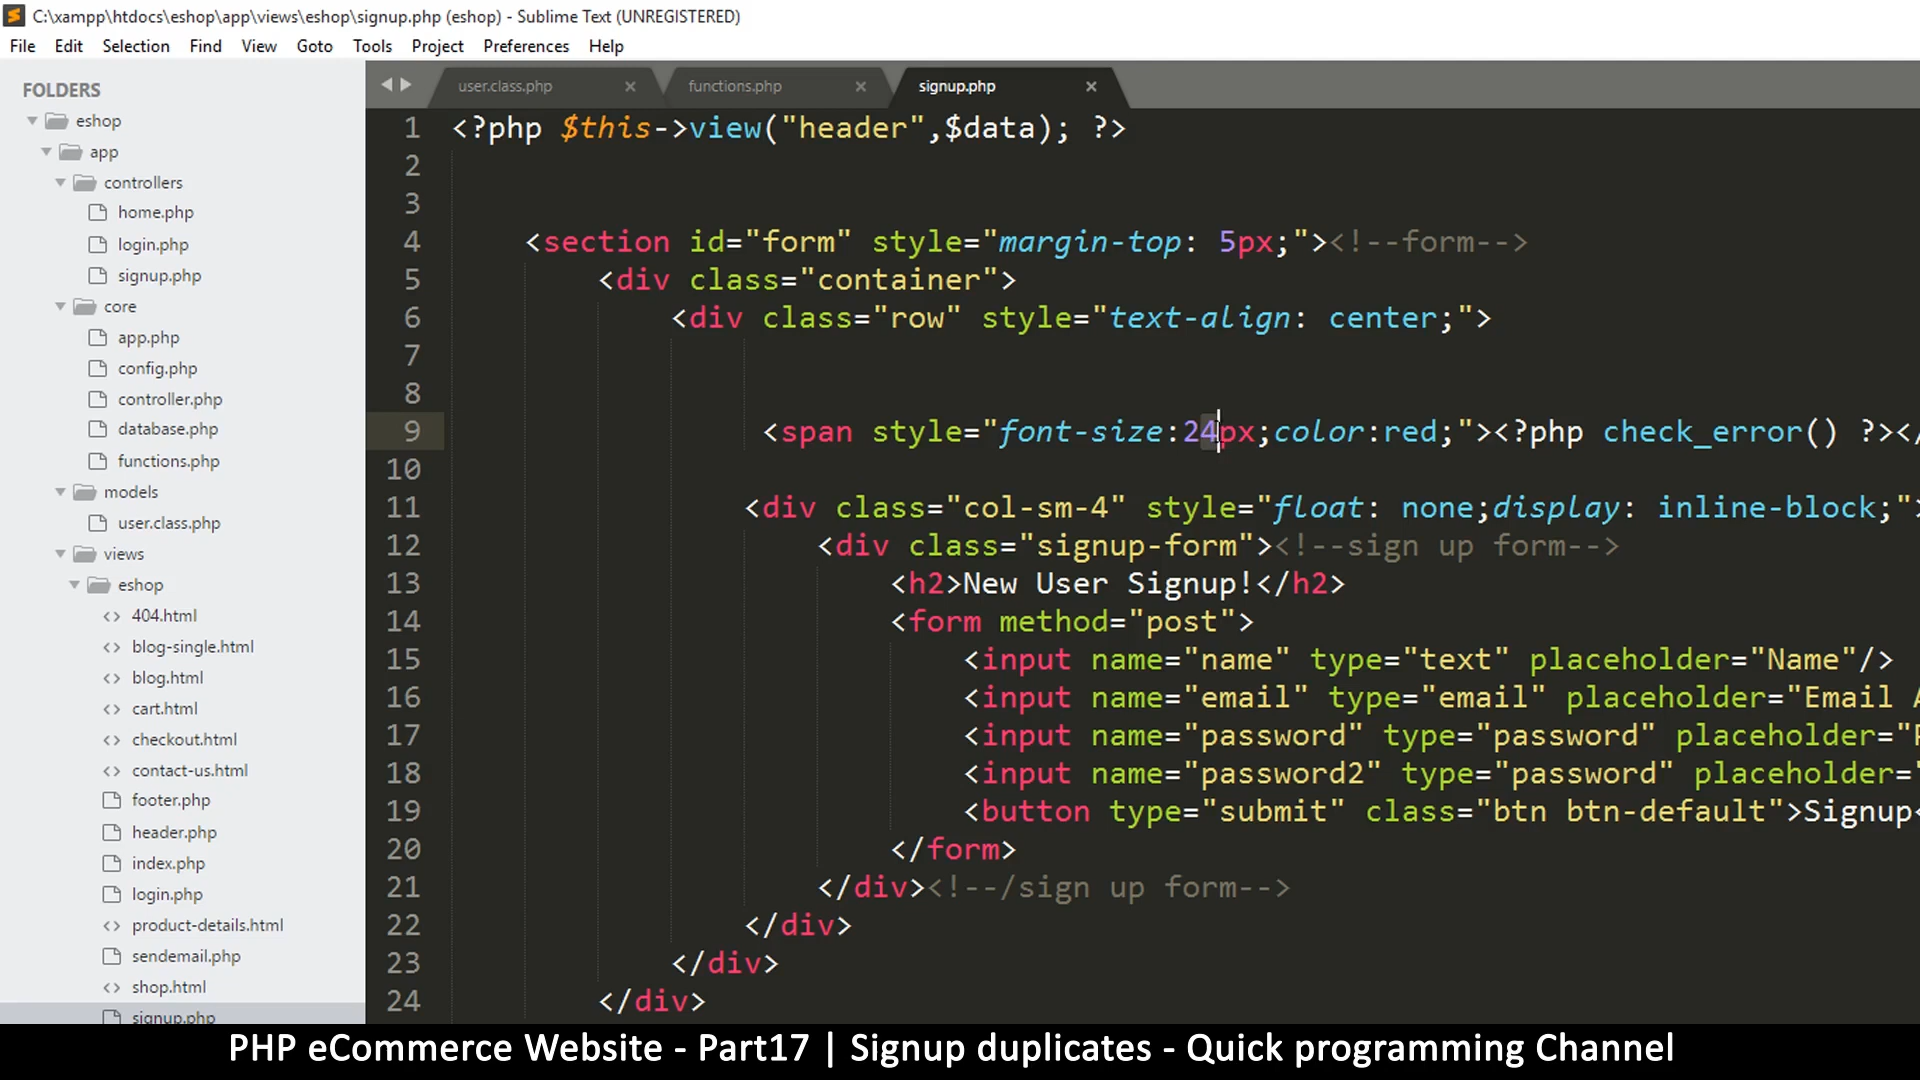 C:\xampp\htdocs\eshop\app\views\eshop\signup.php (eshop) - Sublime Text (UNREGISTERED)
File Edit Selection Find View Goto Tools Project Preferences Help
FOLDERS
eshop
app
controllers
home.php
login.php
signup.php
core
app.php
config.php
controller.php
database.php
functions.php
models
user.class.php
views
eshop
404.html
blog-single.html
blog.html
cart.html
checkout.html
contact-us.html
footer.php
header.php
index.php
login.php
product-details.html
sendemail.php
shop.html
signup.php
user.class.php functions.php signup.php
1 <?php $this->view("header",$data); ?>
2
3
4 <section id="form" style="margin-top: 5px;"><!--form-->
5 <div class="container">
6 <div class="row" style="text-align: center;">
7
8
9 <span style="font-size:24px;color:red;"><?php check_error() ?></
10
11 <div class="col-sm-4" style="float: none;display: inline-block;">
12 <div class="signup-form"><!--sign up form-->
13 <h2>New User Signup!</h2>
14 <form method="post">
15 <input name="name" type="text" placeholder="Name"/>
16 <input name="email" type="email" placeholder="Email
17 <input name="password" type="password" placeholder="
18 <input name="password2" type="password" placeholder="
19 <button type="submit" class="btn btn-default">Signup<
20 </form>
21 </div><!--/sign up form-->
22 </div>
23 </div>
24 </div>
PHP eCommerce Website - Part17 | Signup duplicates - Quick programming Channel